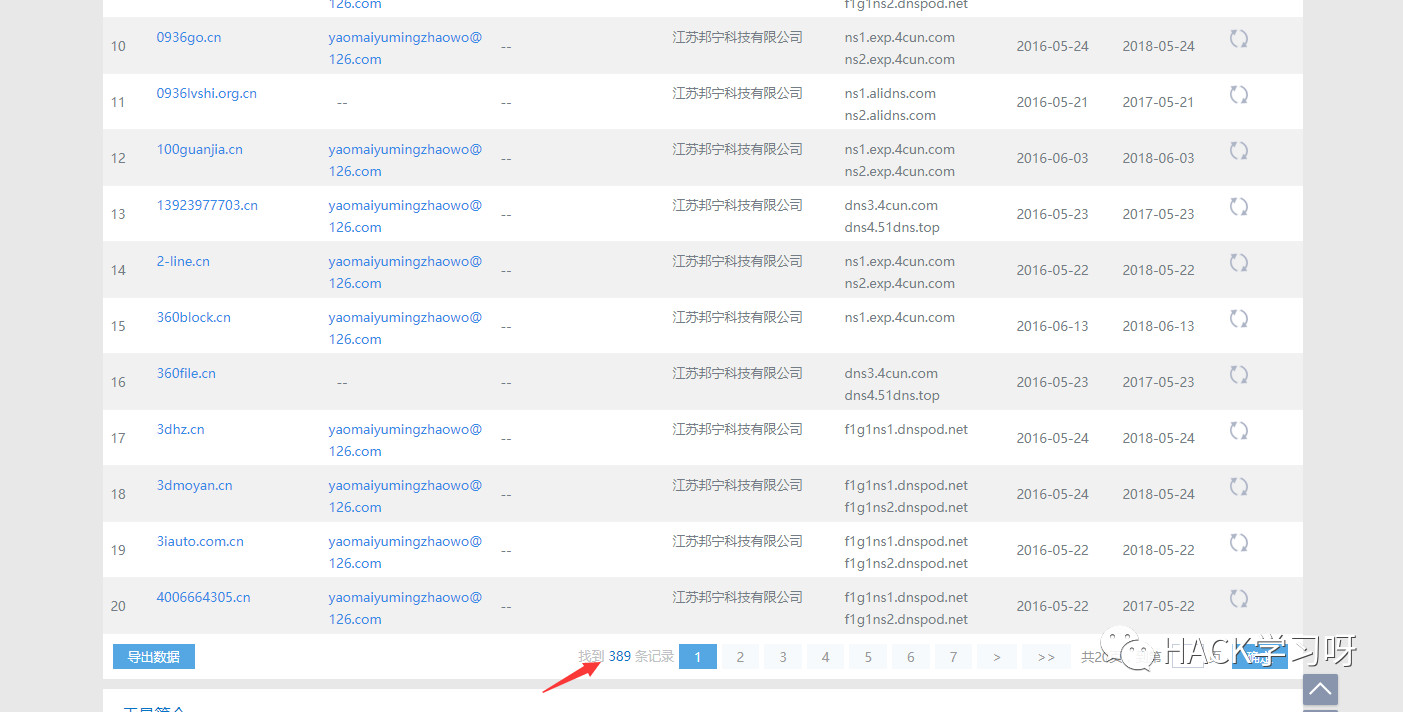 126.com
f1g1ns2.dnspod.net
10 0936go.cn yaomaiyumingzhaowo@ -- 江苏邦宁科技有限公司 ns1.exp.4cun.com 2016-05-24 2018-05-24
126.com ns2.exp.4cun.com
11 0936lvshi.org.cn -- -- 江苏邦宁科技有限公司 ns1.alidns.com 2016-05-21 2017-05-21
ns2.alidns.com
12 100guanjia.cn yaomaiyumingzhaowo@ -- 江苏邦宁科技有限公司 ns1.exp.4cun.com 2016-06-03 2018-06-03
126.com ns2.exp.4cun.com
13 13923977703.cn yaomaiyumingzhaowo@ -- 江苏邦宁科技有限公司 dns3.4cun.com 2016-05-23 2017-05-23
126.com dns4.51dns.top
14 2-line.cn yaomaiyumingzhaowo@ -- 江苏邦宁科技有限公司 ns1.exp.4cun.com 2016-05-22 2018-05-22
126.com ns2.exp.4cun.com
15 360block.cn yaomaiyumingzhaowo@ -- 江苏邦宁科技有限公司 ns1.exp.4cun.com 2016-06-13 2018-06-13
126.com
16 360file.cn -- -- 江苏邦宁科技有限公司 dns3.4cun.com 2016-05-23 2017-05-23
dns4.51dns.top
17 3dhz.cn yaomaiyumingzhaowo@ -- 江苏邦宁科技有限公司 f1g1ns1.dnspod.net 2016-05-24 2018-05-24
126.com
18 3dmoyan.cn yaomaiyumingzhaowo@ -- 江苏邦宁科技有限公司 f1g1ns1.dnspod.net 2016-05-24 2018-05-24
126.com f1g1ns2.dnspod.net
19 3iauto.com.cn yaomaiyumingzhaowo@ -- 江苏邦宁科技有限公司 f1g1ns1.dnspod.net 2016-05-22 2018-05-22
126.com f1g1ns2.dnspod.net
20 4006664305.cn yaomaiyumingzhaowo@ -- 江苏邦宁科技有限公司 f1g1ns1.dnspod.net 2016-05-22 2017-05-22
126.com f1g1ns2.dnspod.net
导出数据 找到 389 条记录 1 2 3 4 5 6 7 > >> 共20 第 确定
HACK学习呀